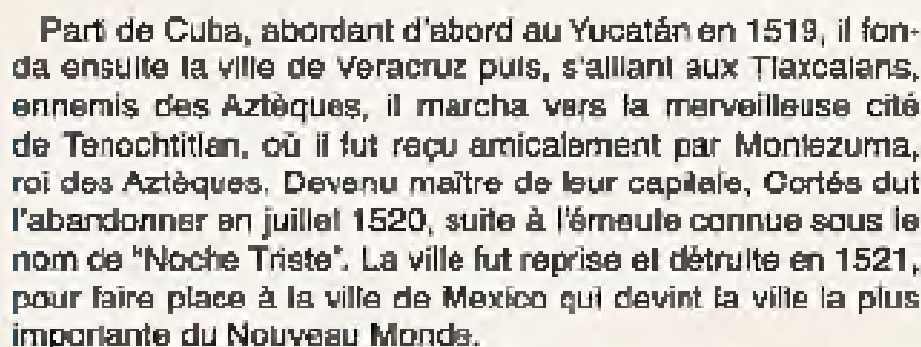 Parti de Cuba, abordant d'abord au Yucatán en 1519, il fon-
da ensuite la ville de Veracruz puis, s'alliant aux Tlaxcalans,
ennemis des Aztèques, il marcha vers la merveilleuse cité
de Tenochtitlan, où il fut reçu amicalement par Montezuma,
roi des Aztèques. Devenu maître de leur capitale, Cortés dut
l'abandonner en juillet 1520, suite à l'émeute connue sous le
nom de "Noche Triste". La ville fut reprise et détruite en 1521,
pour faire place à la ville de Mexico qui devint la ville la plus
importante du Nouveau Monde.